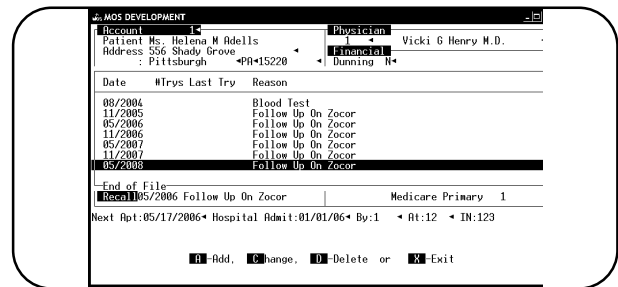 MOS DEVELOPMENT
Account 1 Physician
Patient Ms. Helena M Adells 1 Vicki G Henry M.D.
Address 556 Shady Grove Financial
: Pittsburgh PA 15220 Dunning N
Date #Trys Last Try Reason
08/2004 Blood Test
11/2005 Follow Up On Zocor
05/2006 Follow Up On Zocor
11/2006 Follow Up On Zocor
05/2007 Follow Up On Zocor
11/2007 Follow Up On Zocor
05/2008 Follow Up On Zocor
End of File
Recall 05/2006 Follow Up On Zocor Medicare Primary 1
Next Apt:05/17/2006 Hospital Admit:01/01/06 By:1 At:12 IN:123
A-Add, Change, D-Delete or X-Exit